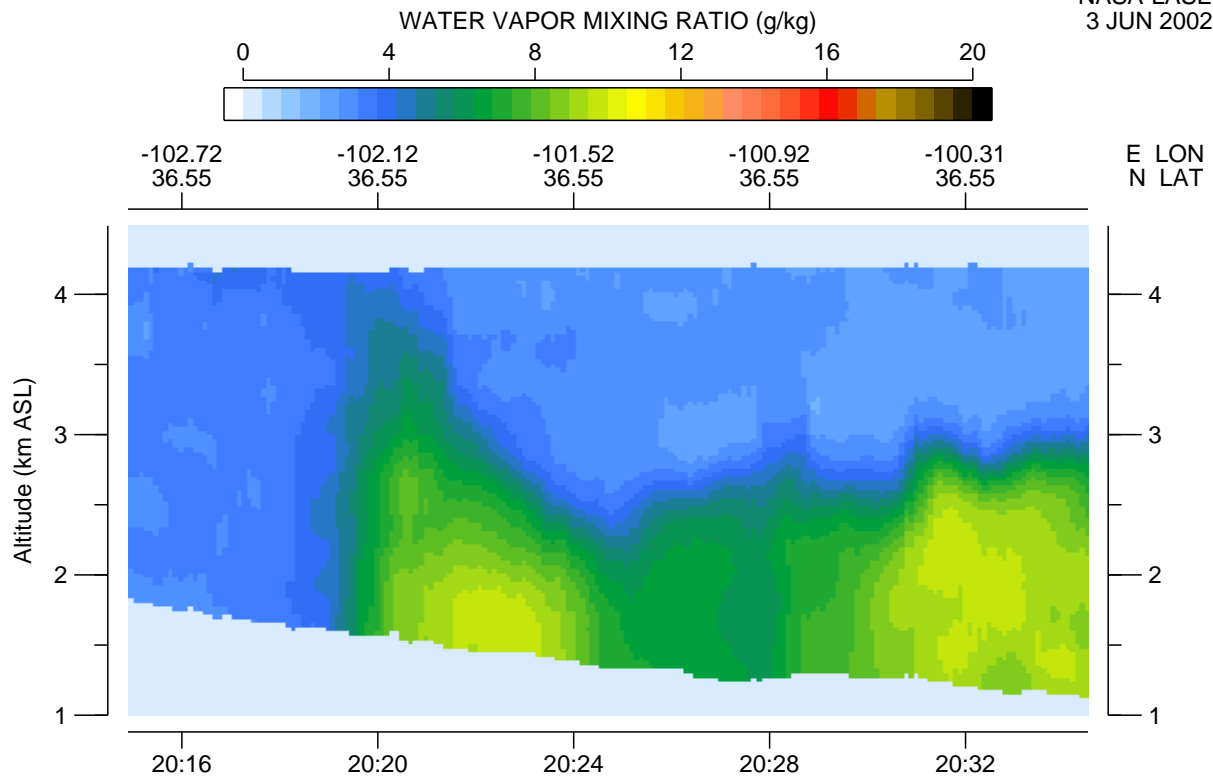 NASA LASE
WATER VAPOR MIXING RATIO (g/kg)
3 JUN 2002
0 4 8 12 16 20
-102.72 -102.12 -101.52 -100.92 -100.31 E LON
36.55 36.55 36.55 36.55 36.55 N LAT
4 4
3 3
Altitude (km ASL)
2 2
1 1
20:16 20:20 20:24 20:28 20:32